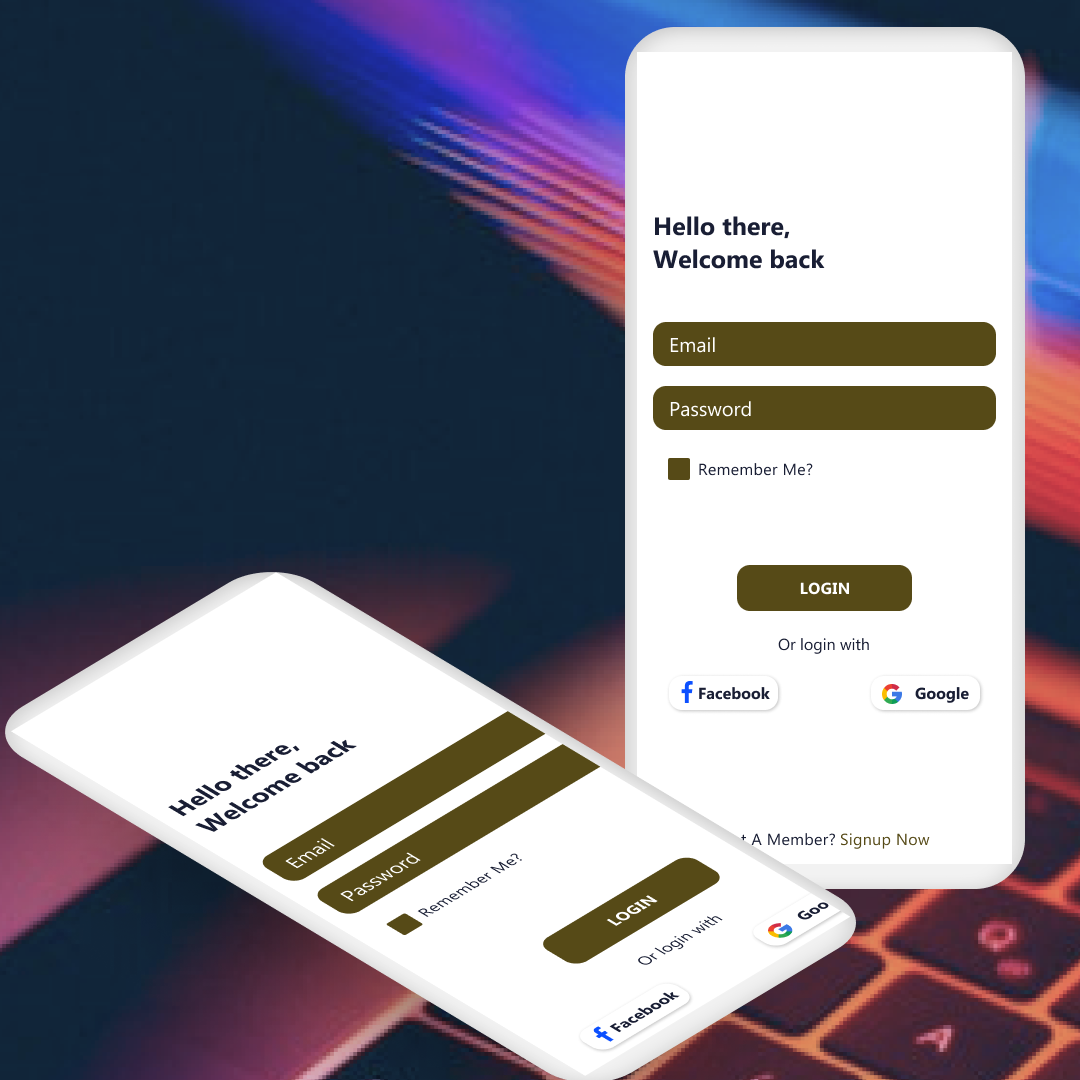 Hello there,
Welcome back
Email
Password
Remember Me?
LOGIN
Or login with
Facebook
Google
t A Member? Signup Now
Hello there,
Welcome back
Email
Password
Remember Me?
LOGIN
Or login with
Goo
Facebook
A